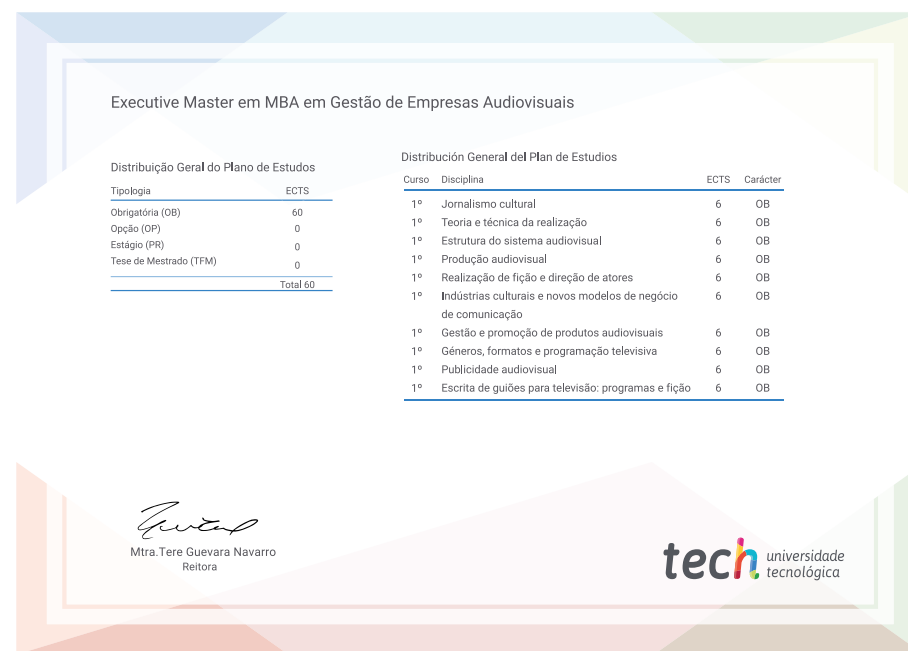 Executive Master em MBA em Gestão de Empresas Audiovisuais
Distribuição Geral do Plano de Estudos
Tipologia ECTS
Obrigatória (OB) 60
Opção (OP) 0
Estágio (PR) 0
Tese de Mestrado (TFM) 0
Total 60
Distribución General del Plan de Estudios
Curso Disciplina ECTS Carácter
1º Jornalismo cultural 6 OB
1º Teoria e técnica da realização 6 OB
1º Estrutura do sistema audiovisual 6 OB
1º Produção audiovisual 6 OB
1º Realização de fição e direção de atores 6 OB
1º Indústrias culturais e novos modelos de negócio 6 OB
de comunicação
1º Gestão e promoção de produtos audiovisuais 6 OB
1º Géneros, formatos e programação televisiva 6 OB
1º Publicidade audiovisual 6 OB
1º Escrita de guiões para televisão: programas e fição 6 OB
Mtra.Tere Guevara Navarro
Reitora
tech universidade
tecnológica